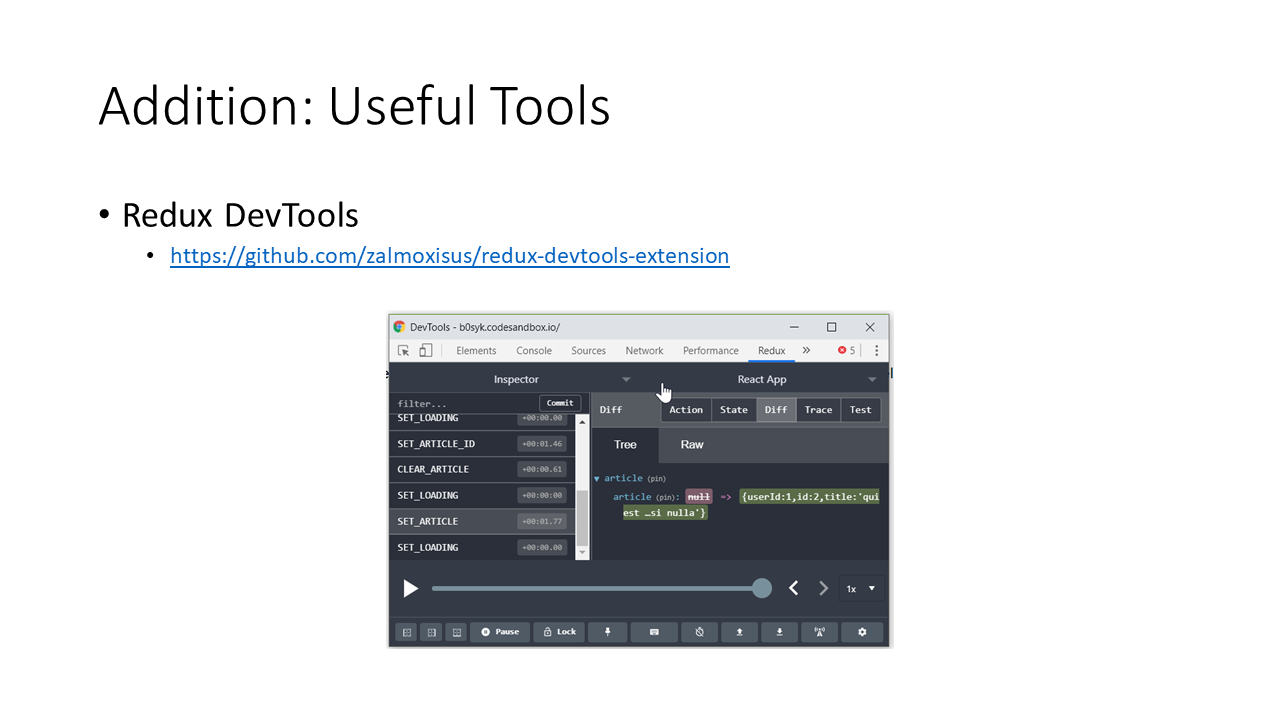 Addition: Useful Tools
• Redux DevTools
• https://github.com/zalmoxisus/redux-devtools-extension
DevTools - b0syk.codesandbox.io/
Elements Console Sources Network Performance Redux » 5
Inspector React App
filter... Commit
Diff Action State Diff Trace Test
SET_LOADING +00:00.00
SET_ARTICLE_ID +00:01.46
CLEAR_ARTICLE +00:00.61
SET_LOADING +00:00:00
SET_ARTICLE +00:01.77
SET_LOADING +00:00.00
Tree Raw
article (pin)
article (pin): null => {userId:1,id:2,title:'qui
est …si nulla'}
1x
Pause Lock